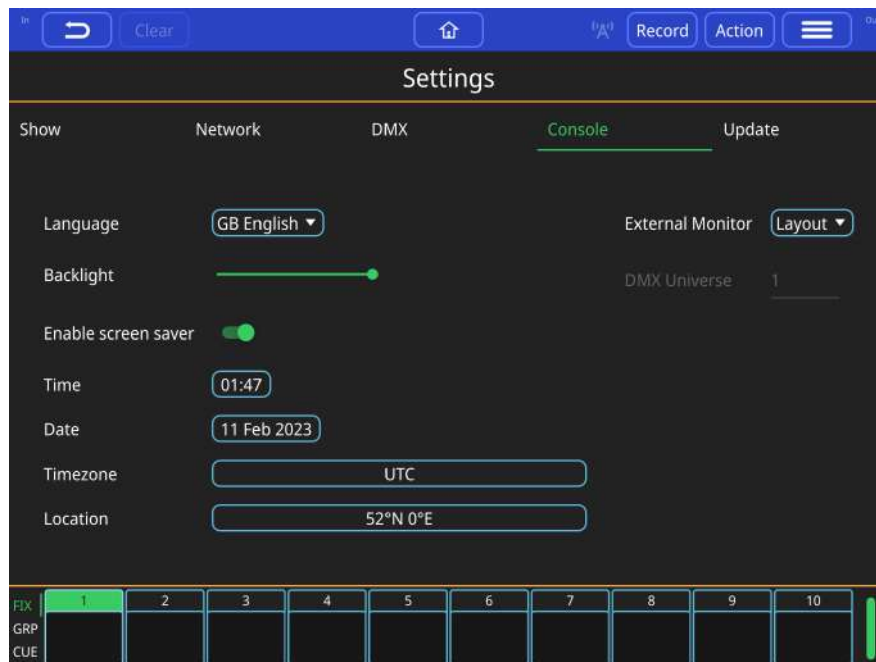 In
Clear
Record
Action
Settings
Show
Network
DMX
Console
Update
Language
GB English
External Monitor
Layout
Backlight
DMX Universe
1
Enable screen saver
Time
01:47
Date
11 Feb 2023
Timezone
UTC
Location
52°N 0°E
FIX 1 2 3 4 5 6 7 8 9 10
GRP
CUE